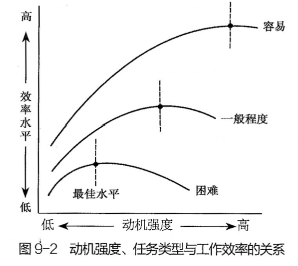 高
容易
效率水平
一般程度
最佳水平
困难
低
低
动机强度
高
图 9-2 动机强度、任务类型与工作效率的关系